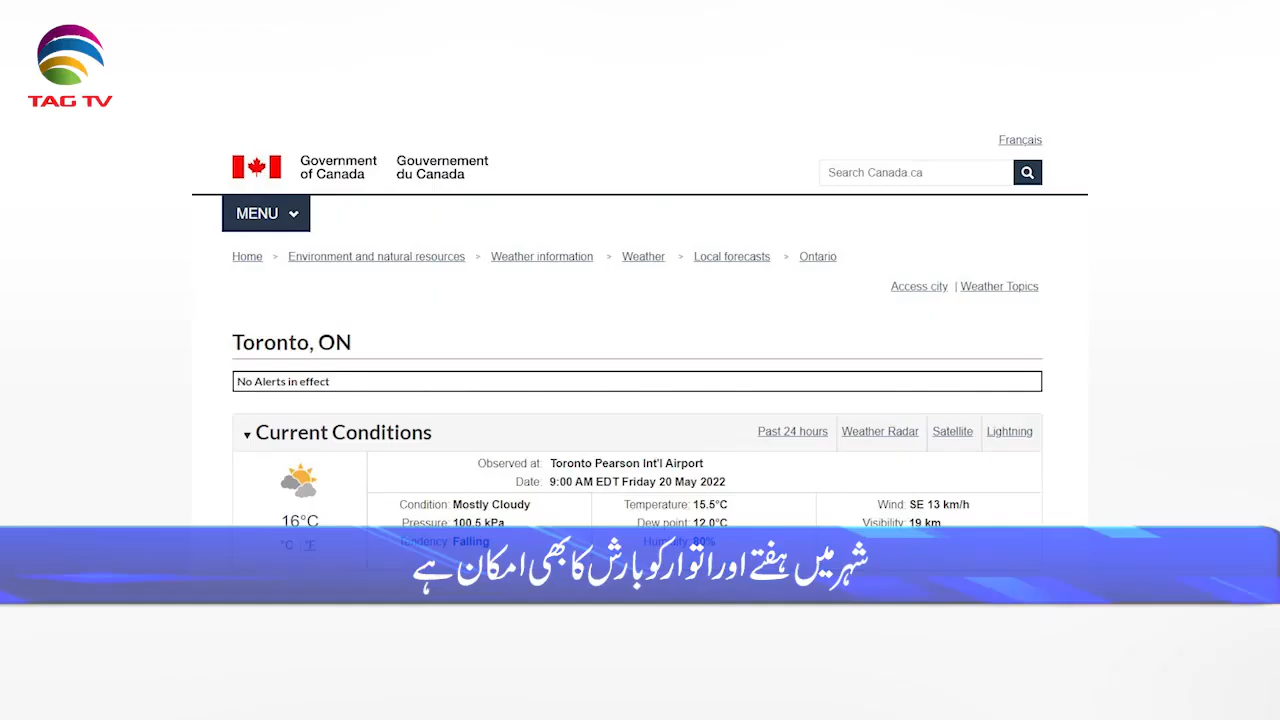 TAG TV
Français
Government of Canada
Gouvernement du Canada
Search Canada.ca
MENU
Home > Environment and natural resources > Weather information > Weather > Local forecasts > Ontario
Access city | Weather Topics
Toronto, ON
No Alerts in effect
Current Conditions
Past 24 hours
Weather Radar
Satellite
Lightning
Observed at: Toronto Pearson Int'l Airport
Date: 9:00 AM EDT Friday 20 May 2022
16°C
°C | °F
Condition: Mostly Cloudy
Pressure: 100.5 kPa
Tendency: Falling
Temperature: 15.5°C
Dew point: 12.0°C
Humidity: 80%
Wind: SE 13 km/h
Visibility: 19 km
شہر میں ہفتے اور اتوار کو بارش کا بھی امکان ہے